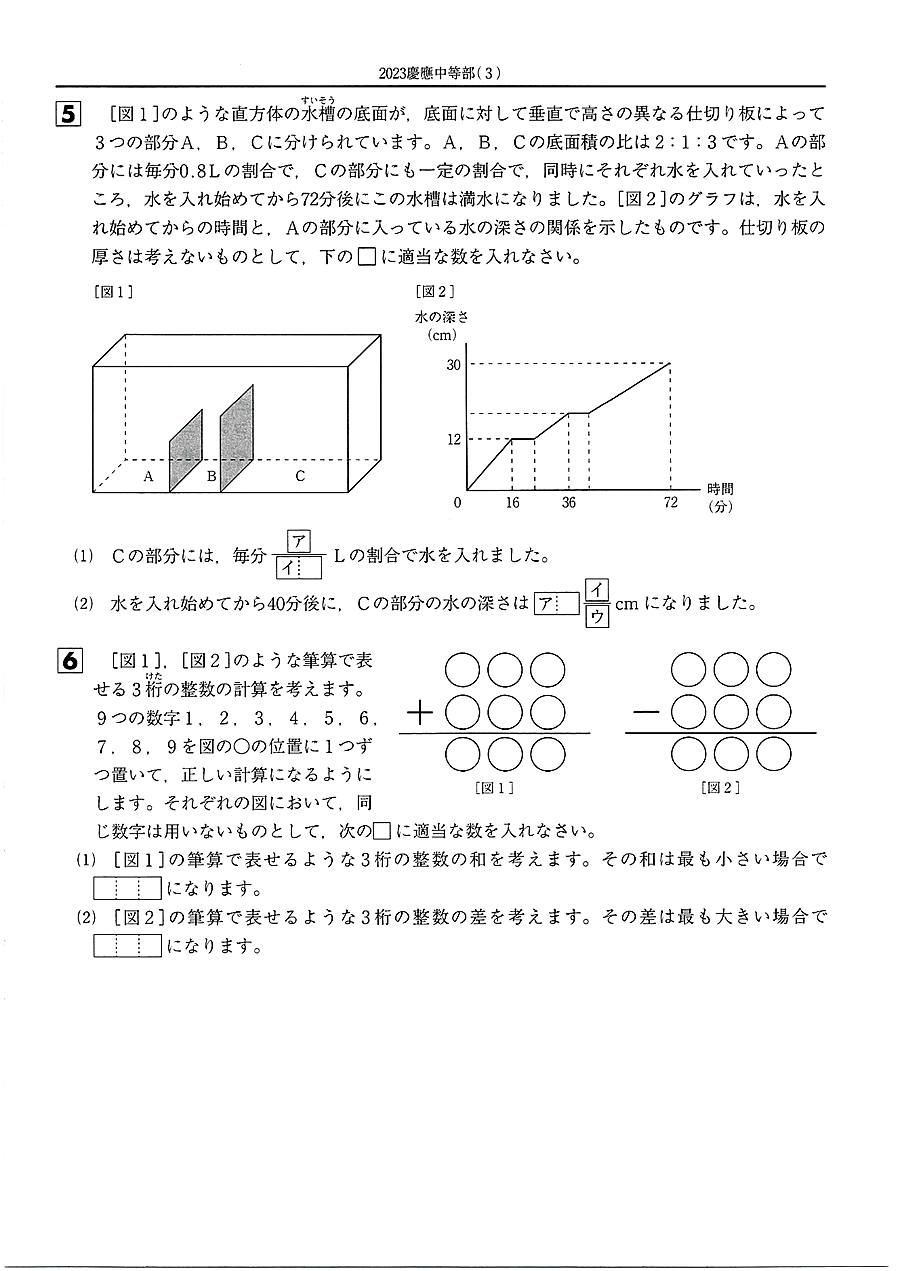 2023慶應中等部(3)
すいそう
5 [図1]のような直方体の水槽の底面が，底面に対して垂直で高さの異なる仕切り板によって
3つの部分A，B，Cに分けられています。A，B，Cの底面積の比は2：1：3です。Aの部
分には毎分0.8Lの割合で，Cの部分にも一定の割合で，同時にそれぞれ水を入れていったと
ころ，水を入れ始めてから72分後にこの水槽は満水になりました。[図2]のグラフは，水を入
れ始めてからの時間と，Aの部分に入っている水の深さの関係を示したものです。仕切り板の
厚さは考えないものとして，下の□に適当な数を入れなさい。
[図1]
[図2]
水の深さ
(cm)
30
12
0 16 36 72
時間
(分)
A B C
(1) Cの部分には，毎分 ア/イ Lの割合で水を入れました。
(2) 水を入れ始めてから40分後に，Cの部分の水の深さは ア イ/ウ cm になりました。
6 [図1]，[図2]のような筆算で表
けた
せる3桁の整数の計算を考えます。
9つの数字1，2，3，4，5，6，
7，8，9を図の○の位置に1つず
つ置いて，正しい計算になるように
します。それぞれの図において，同
じ数字は用いないものとして，次の□に適当な数を入れなさい。
＋
[図1]
－
[図2]
(1) [図1]の筆算で表せるような3桁の整数の和を考えます。その和は最も小さい場合で
□になります。
(2) [図2]の筆算で表せるような3桁の整数の差を考えます。その差は最も大きい場合で
□になります。